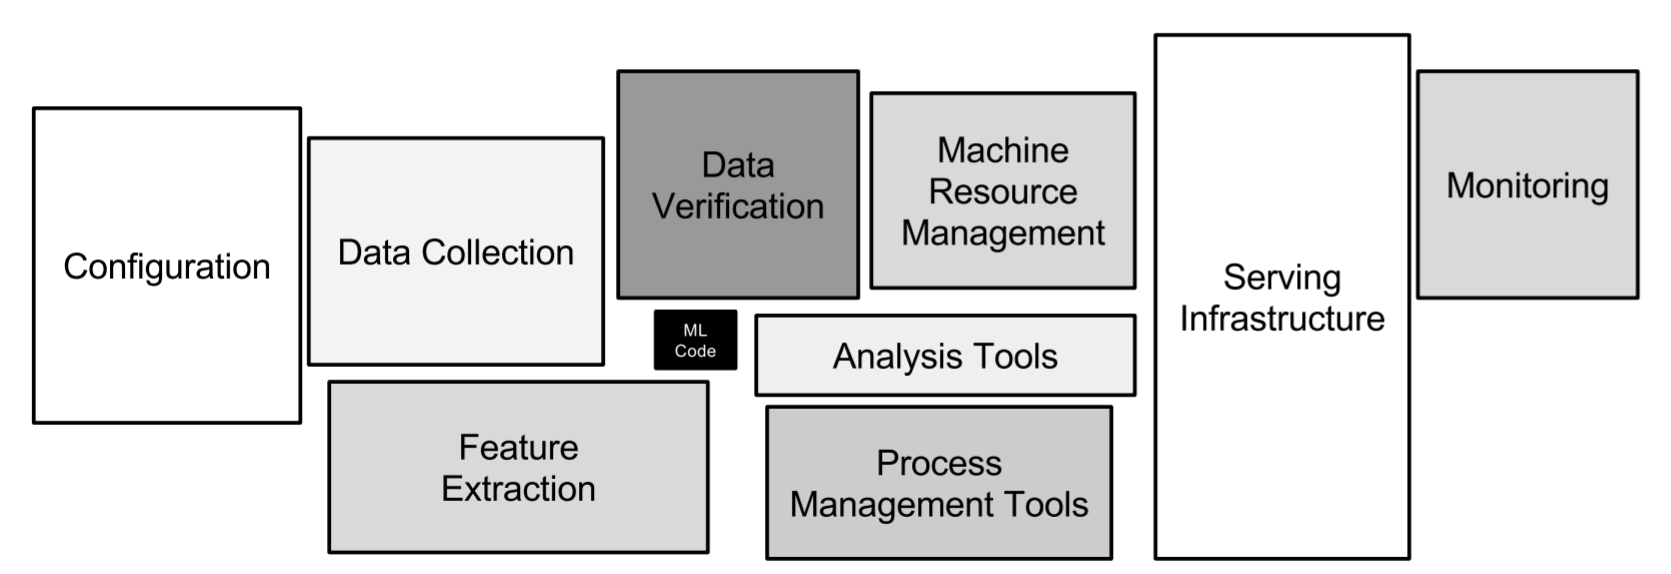 Configuration
Data Collection
Feature
Extraction
Data
Verification
ML
Code
Machine
Resource
Management
Analysis Tools
Process
Management Tools
Serving
Infrastructure
Monitoring